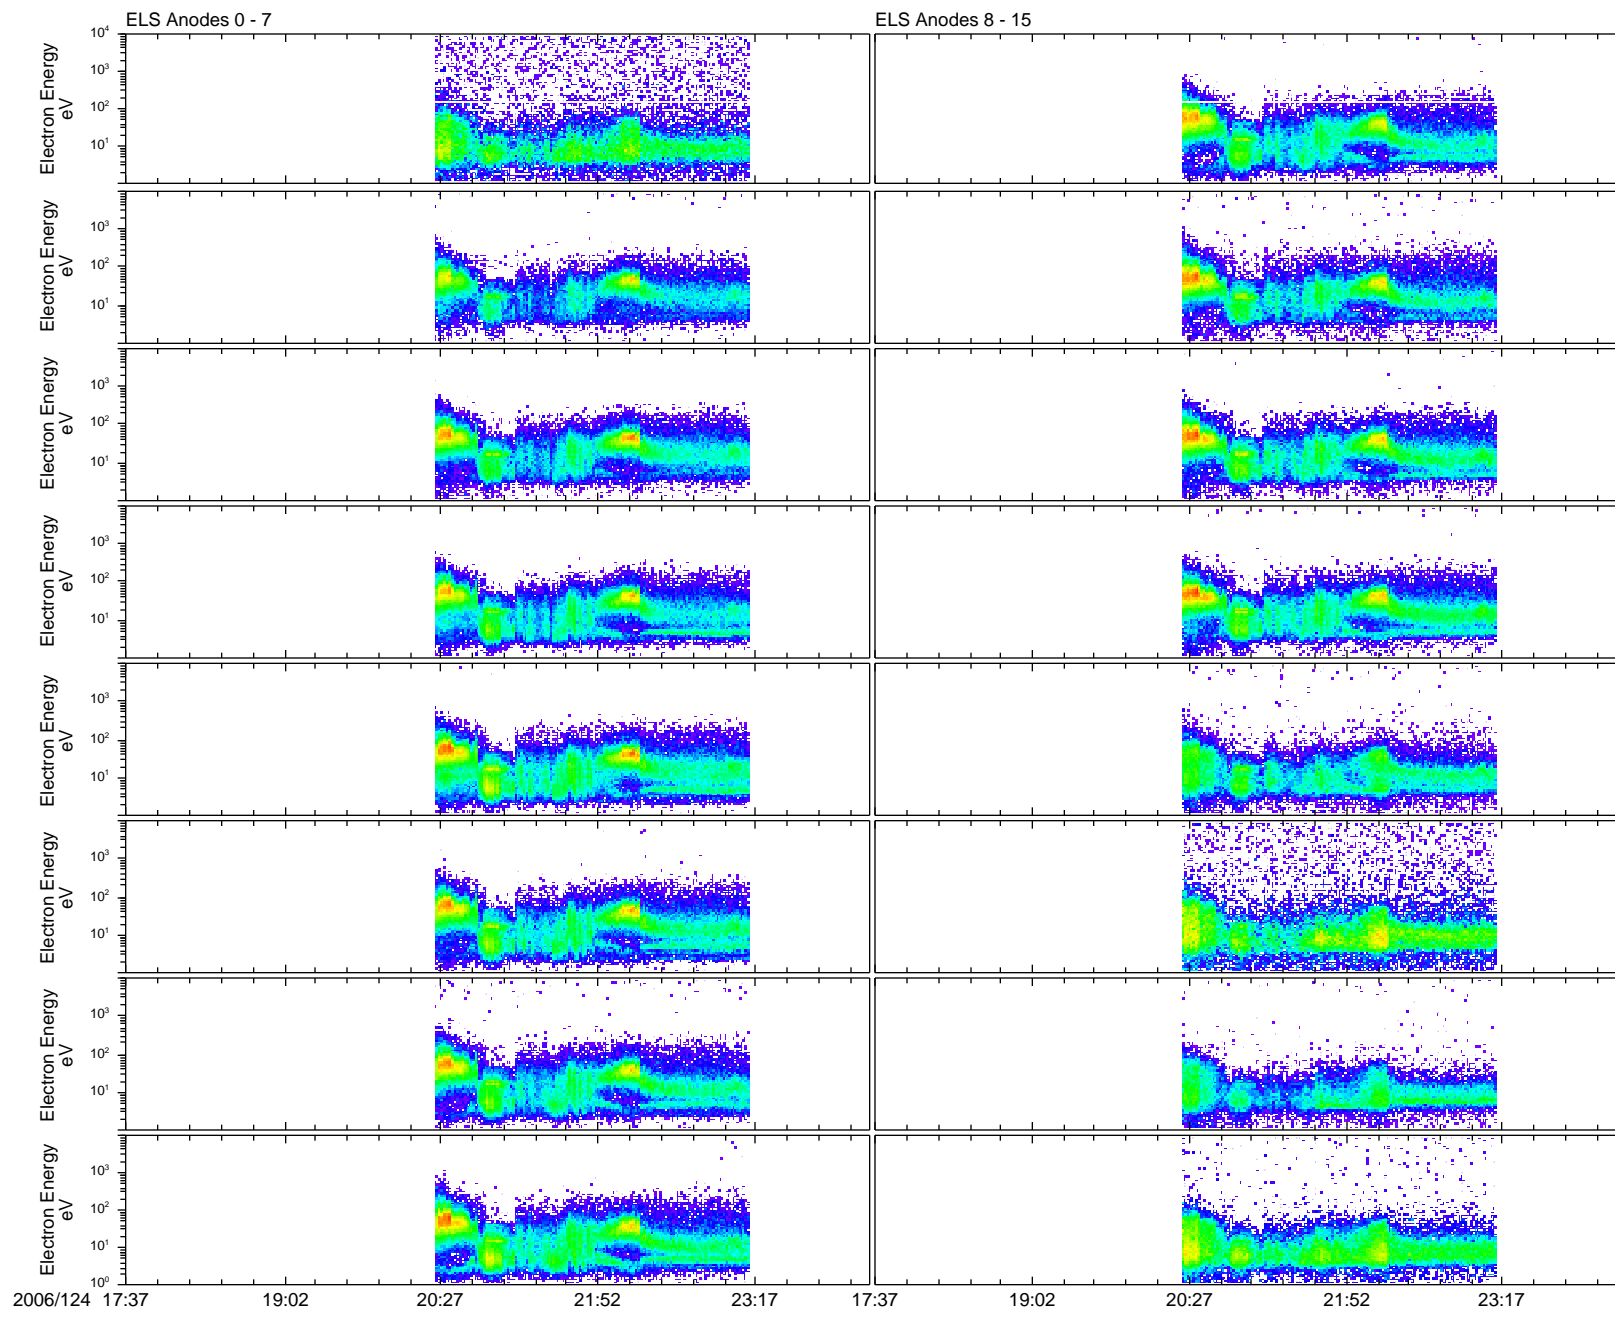 ELS Anodes 0 - 7 ELS Anodes 8 - 15
Electron Energy
eV
10⁴
10³
10²
10¹
Electron Energy
eV
10³
10²
10¹
Electron Energy
eV
10³
10²
10¹
Electron Energy
eV
10³
10²
10¹
Electron Energy
eV
10³
10²
10¹
Electron Energy
eV
10³
10²
10¹
Electron Energy
eV
10³
10²
10¹
Electron Energy
eV
10³
10²
10¹
10⁰
2006/124 17:37 19:02 20:27 21:52 23:17 17:37 19:02 20:27 21:52 23:17